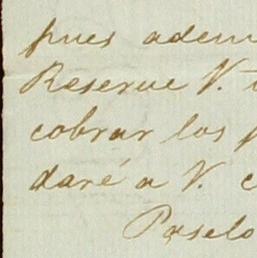 pues adem
Reserve V.
cobrar los
daré a V. c
Paselo